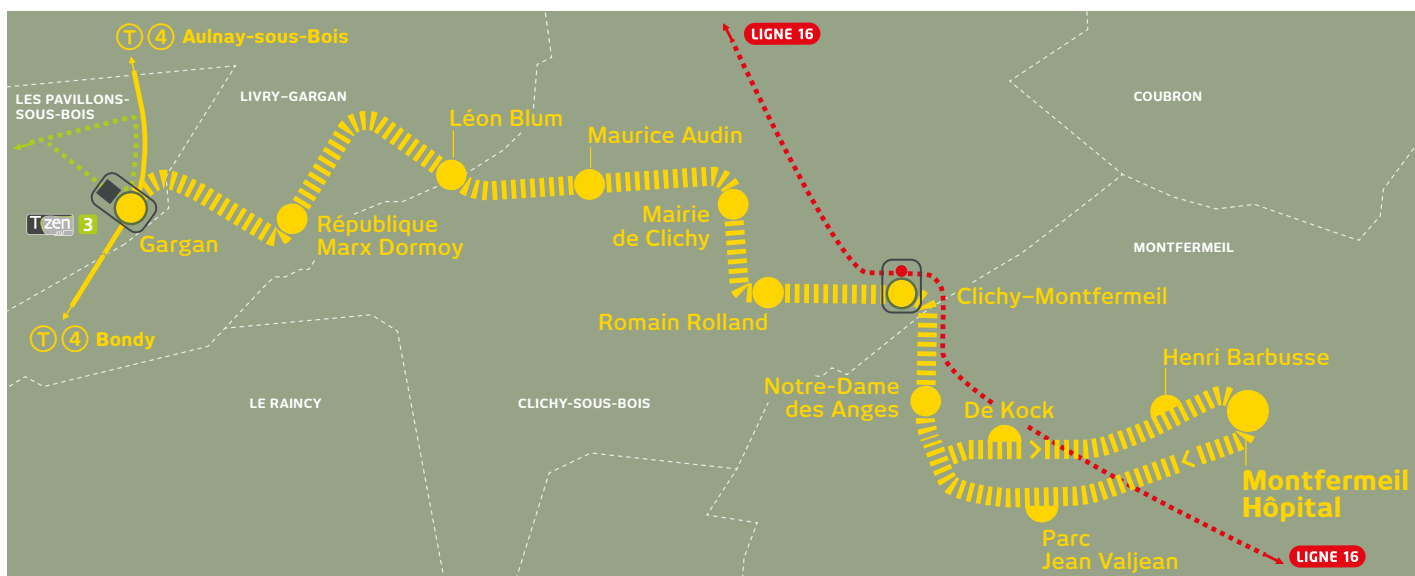 T 4 Aulnay-sous-Bois
LIGNE 16
LES PAVILLONS-
SOUS-BOIS
LIVRY-GARGAN
COUBRON
Léon Blum
Maurice Audin
Tzen 3
Gargan
République
Marx Dormoy
Mairie
de Clichy
MONTFERMEIL
Clichy–Montfermeil
Romain Rolland
T 4 Bondy
Henri Barbusse
Notre-Dame
des Anges
De Kock
LE RAINCY
CLICHY-SOUS-BOIS
Montfermeil
Hôpital
Parc
Jean Valjean
LIGNE 16